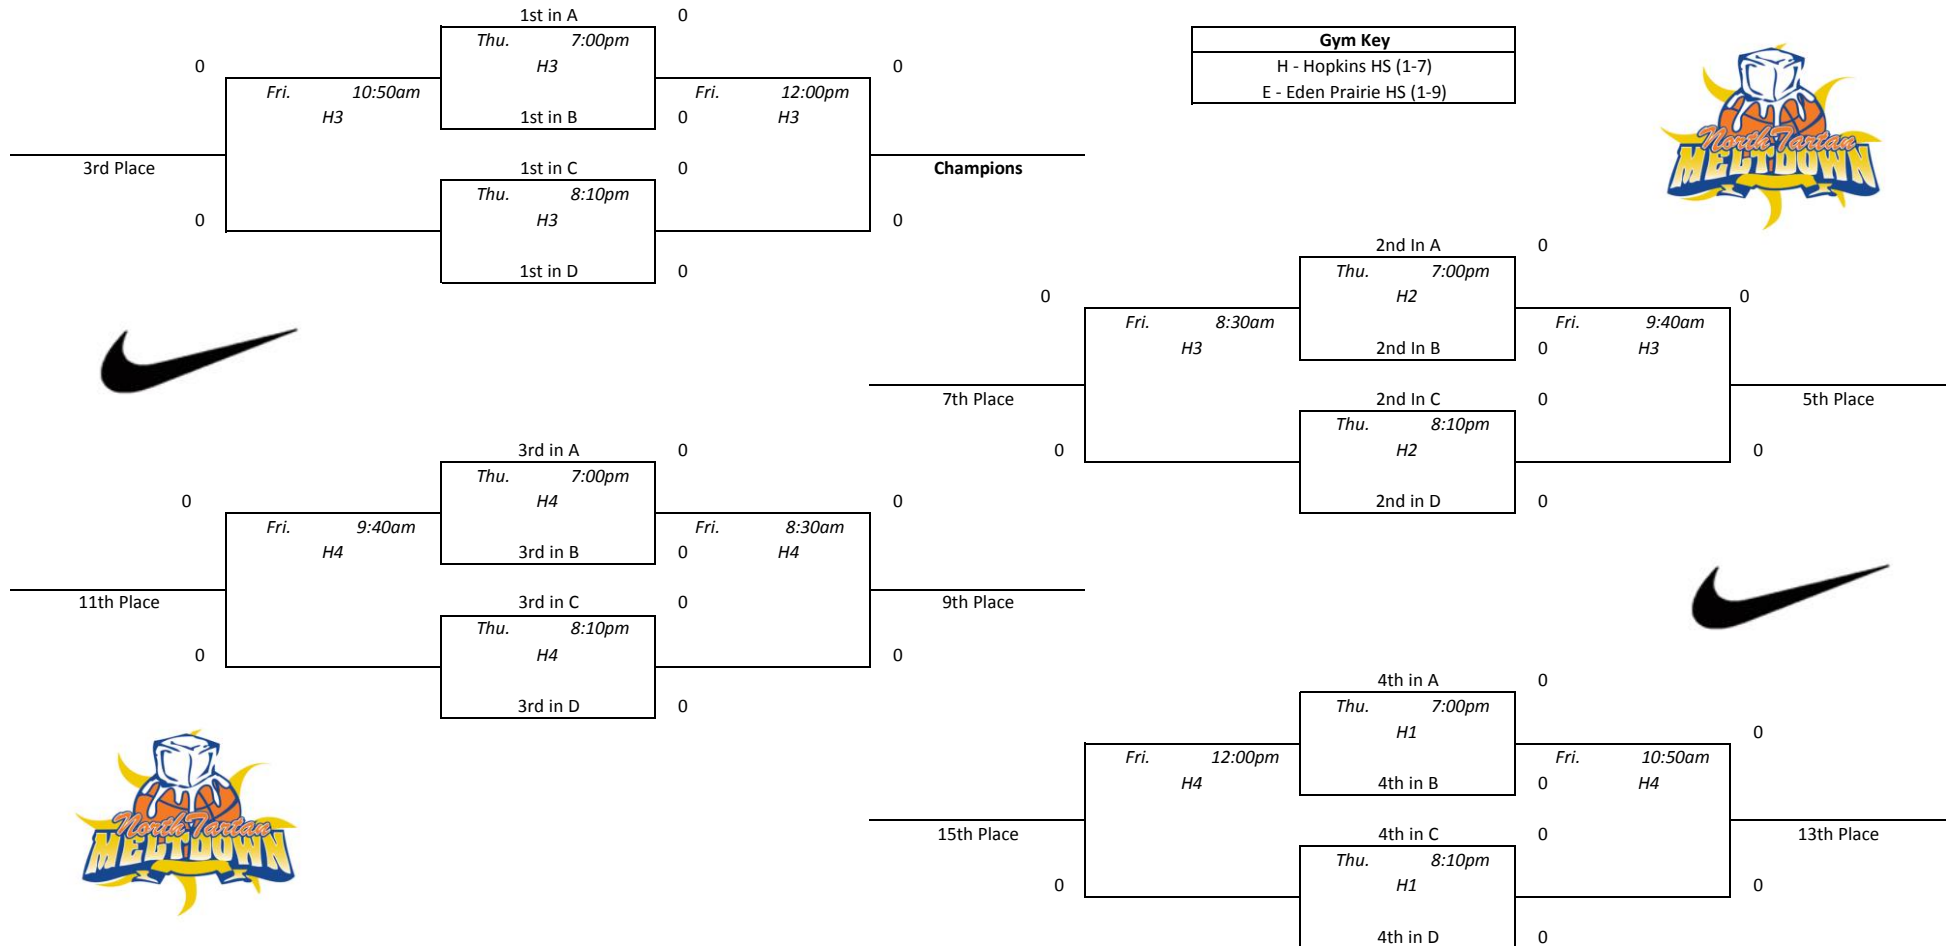 1st in A 0
Thu. 7:00pm
Gym Key
0 H3 0 H - Hopkins HS (1-7)
Fri. 10:50am Fri. 12:00pm E - Eden Prairie HS (1-9)
H3 1st in B 0 H3
North Tartan
MELTDOWN
3rd Place 1st in C 0 Champions
Thu. 8:10pm
0 H3 0
2nd In A 0
1st in D 0 Thu. 7:00pm
0 H2 0
Fri. 8:30am Fri. 9:40am
H3 2nd In B 0 H3
7th Place 2nd In C 0 5th Place
Thu. 8:10pm
3rd in A 0 0 H2 0
Thu. 7:00pm
0 H4 0 2nd in D 0
Fri. 9:40am Fri. 8:30am
H4 3rd in B 0 H4
11th Place 3rd in C 0 9th Place
Thu. 8:10pm
0 H4 0
4th in A 0
3rd in D 0 Thu. 7:00pm
H1 0
Fri. 12:00pm Fri. 10:50am
H4 4th in B 0 H4
North Tartan
MELTDOWN
15th Place 4th in C 0 13th Place
Thu. 8:10pm
0 H1 0
4th in D 0